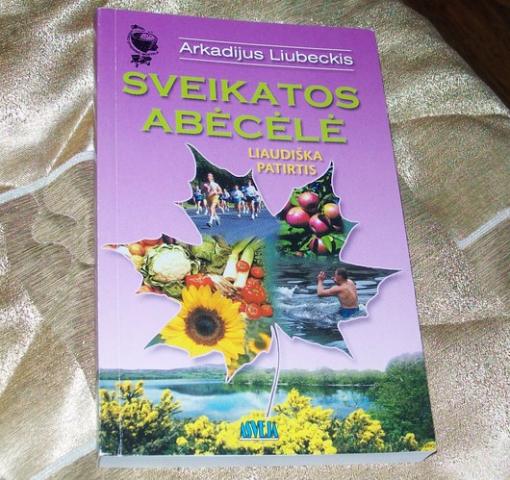 Arkadijus Liubeckis
SVEIKATOS
ABĖCĖLĖ
LIAUDIŠKA
PATIRTIS
ASVEJA